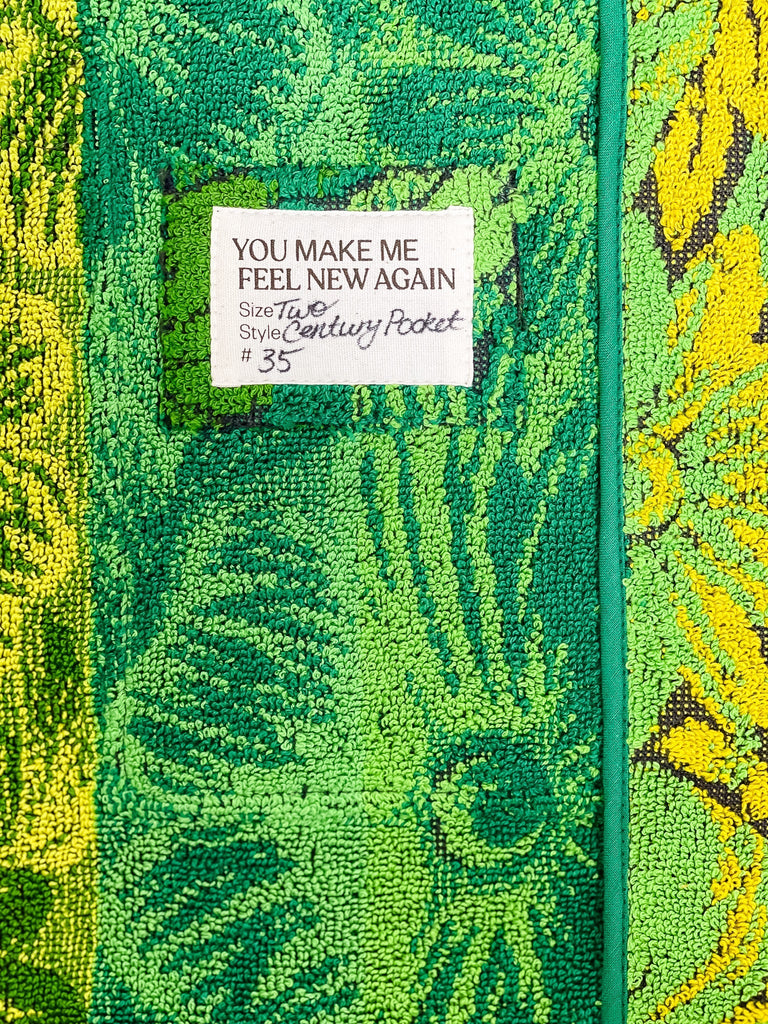 YOU MAKE ME
FEEL NEW AGAIN
Size Two
Style Century Pocket
# 35